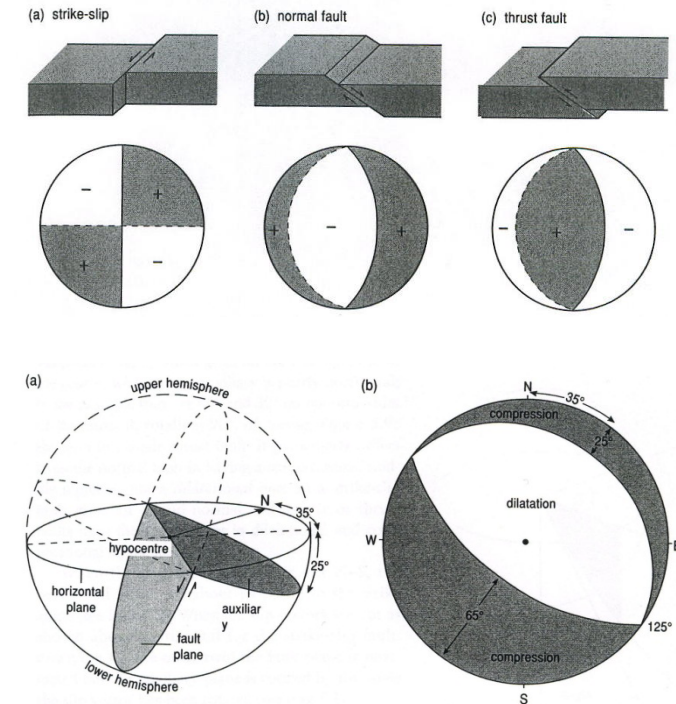 (a) strike-slip
(b) normal fault
(c) thrust fault
-
+
+
-
+
-
+
-
+
-
(a)
upper hemisphere
N
35°
hypocentre
25°
horizontal
plane
auxiliar
y
fault
plane
lower hemisphere
(b)
N
35°
compression
25°
dilatation
W
E
65°
125°
compression
S